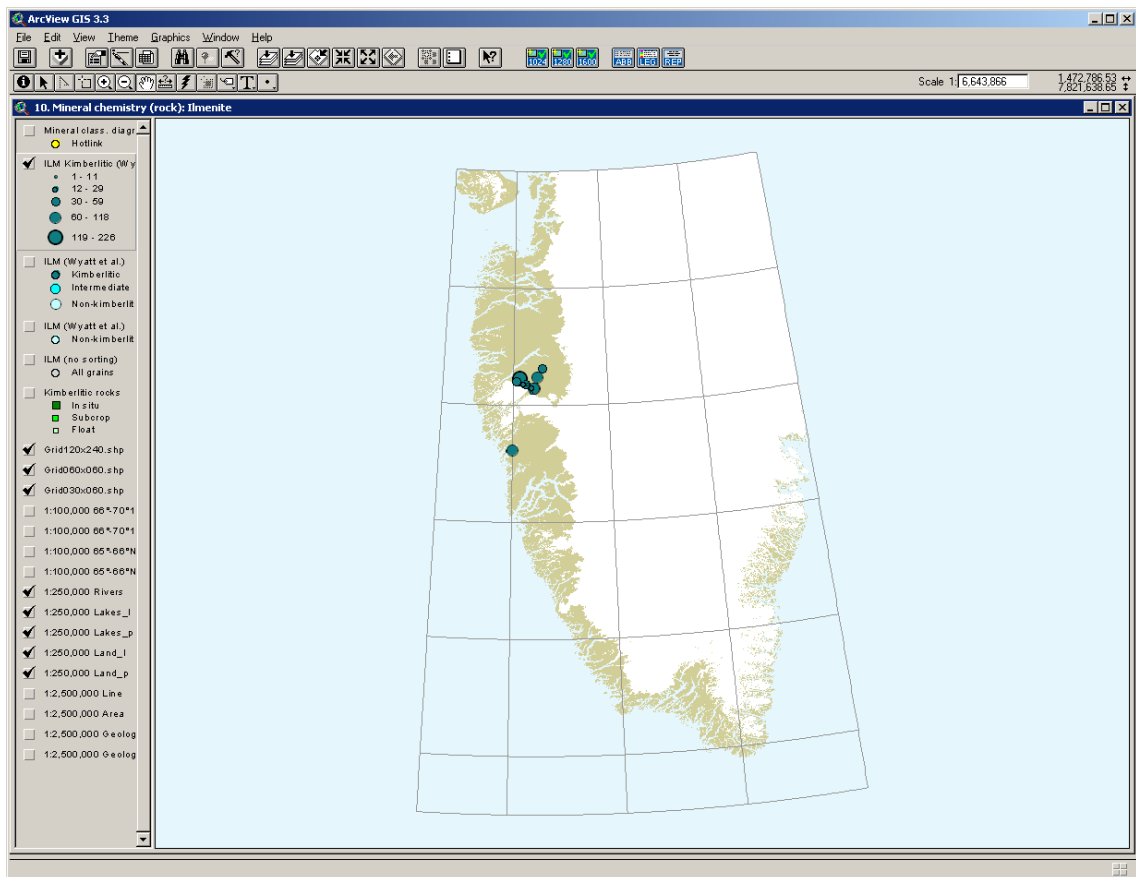 ArcView GIS 3.3
File Edit View Theme Graphics Window Help
1024 1280 1600 ABB LEG REP
Scale 1: 6,643,866
1,472,786.53
7,821,638.65
10. Mineral chemistry (rock): Ilmenite
Mineral class. diagr
Hotlink
ILM Kimberlitic (Wy
1 - 11
12 - 29
30 - 59
60 - 118
119 - 226
ILM (Wyatt et al.)
Kimberlitic
Intermediate
Non-kimberlit
ILM (Wyatt et al.)
Non-kimberlit
ILM (no sorting)
All grains
Kimberlitic rocks
In situ
Subcrop
Float
Grid120x240.shp
Grid060x060.shp
Grid030x060.shp
1:100,000 66°-70°1
1:100,000 66°-70°1
1:100,000 65°-66°N
1:100,000 65°-66°N
1:250,000 Rivers
1:250,000 Lakes_l
1:250,000 Lakes_p
1:250,000 Land_l
1:250,000 Land_p
1:2,500,000 Line
1:2,500,000 Area
1:2,500,000 Geolog
1:2,500,000 Geolog